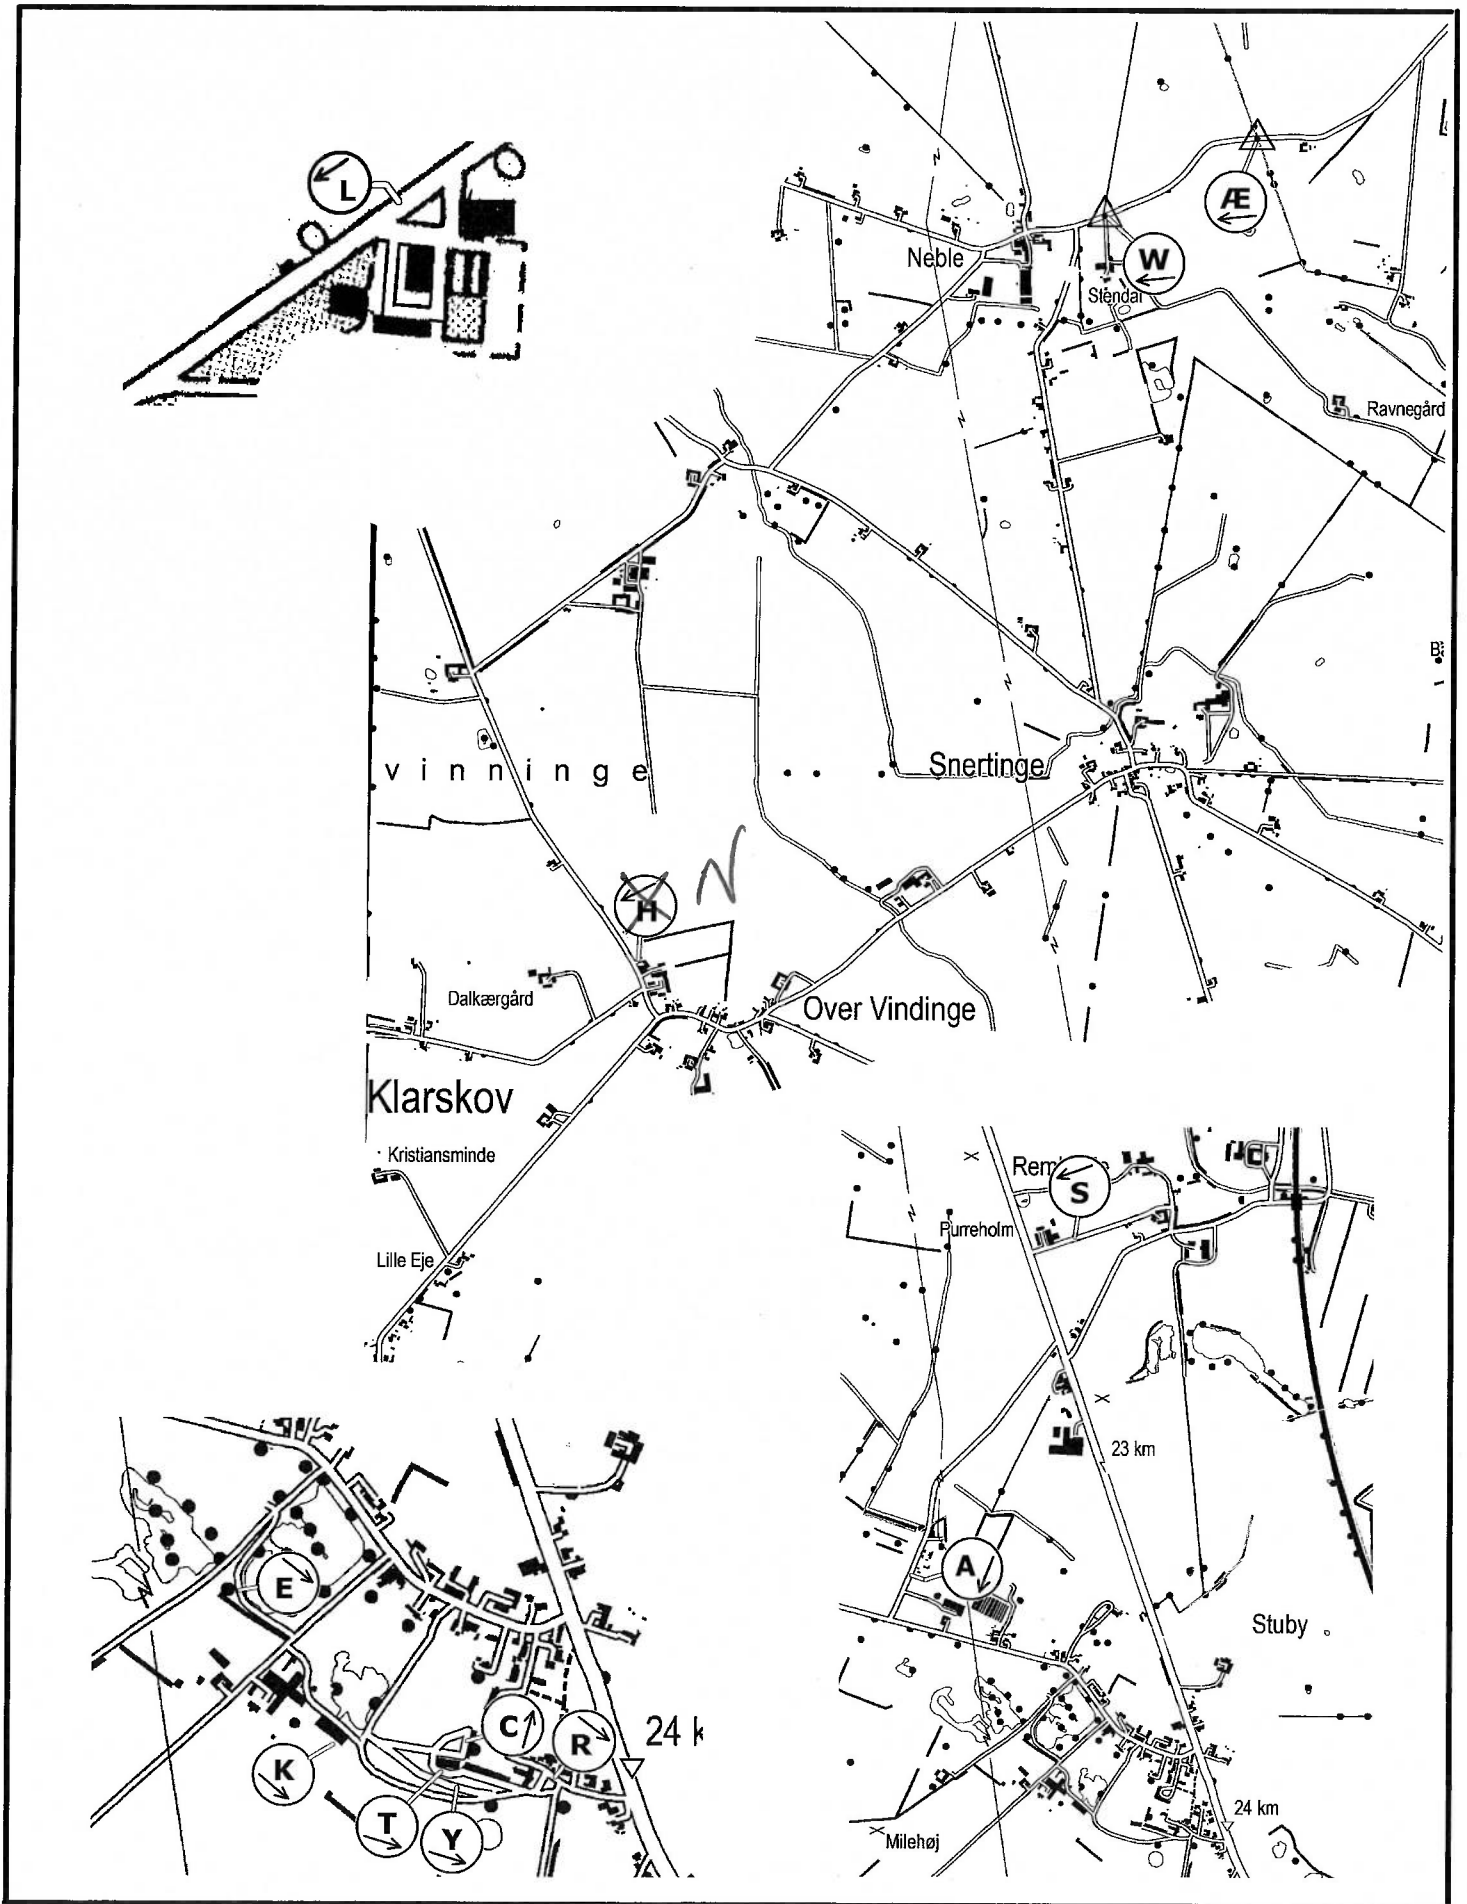 L
Æ
W
Neble
Stendal
Ravnegård
vinninge
Snertinge
H
N
Dalkærgård
Over Vindinge
Klarskov
Kristiansminde
Lille Eje
S
Purreholm
23 km
A
Stuby
24 km
Milehøj
E
C
R
24 k
K
T
Y